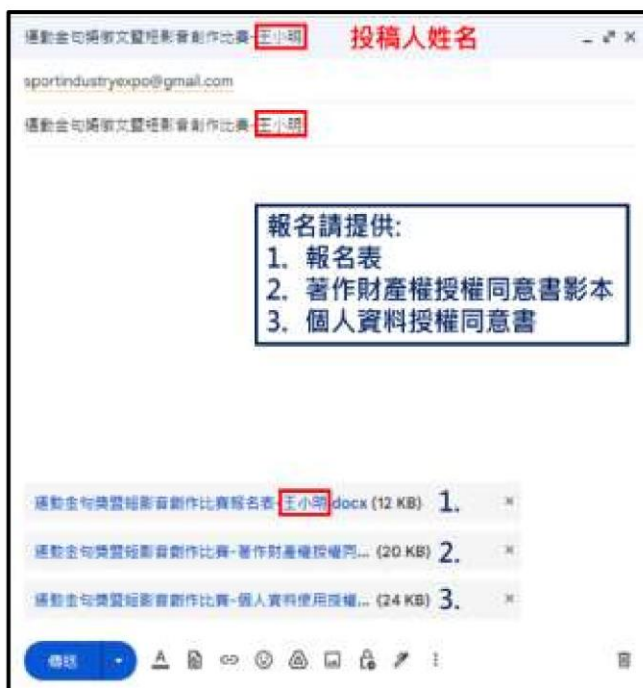 運動金句獎徵文暨短影音創作比賽-王小明
投稿人姓名
sportindustryexpo@gmail.com
運動金句獎徵文暨短影音創作比賽-王小明
報名請提供:
1. 報名表
2. 著作財產權授權同意書影本
3. 個人資料授權同意書
運動金句獎暨短影音創作比賽報名表-王小明.docx (12 KB) 1.
運動金句獎暨短影音創作比賽-著作財產權授權同... (20 KB) 2.
運動金句獎暨短影音創作比賽-個人資料使用授權... (24 KB) 3.
傳送